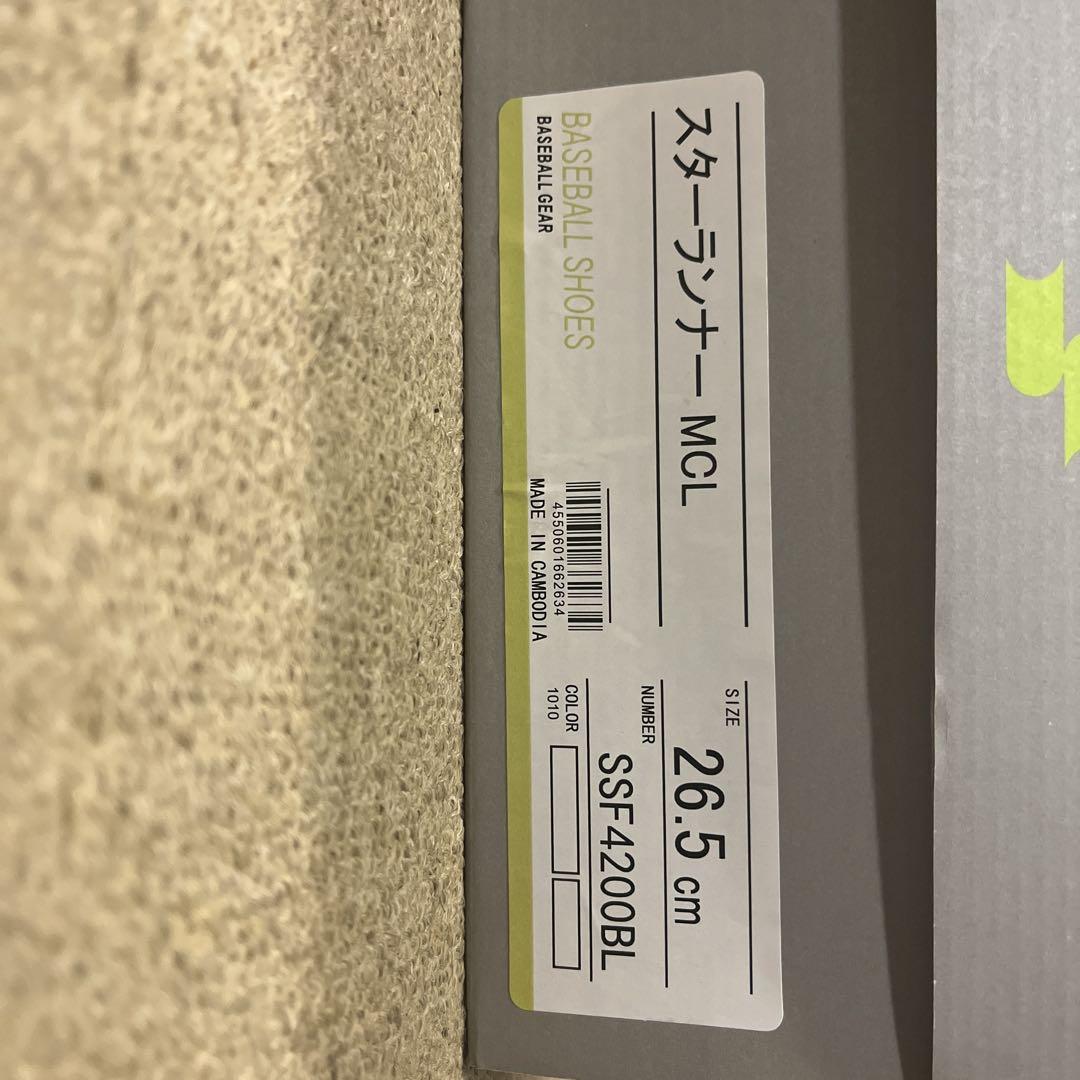 スターランナー MCL
BASEBALL SHOES
BASEBALL GEAR
4550601662634
MADE IN CAMBODIA
SIZE
26.5 cm
NUMBER
SSF4200BL
COLOR
1010